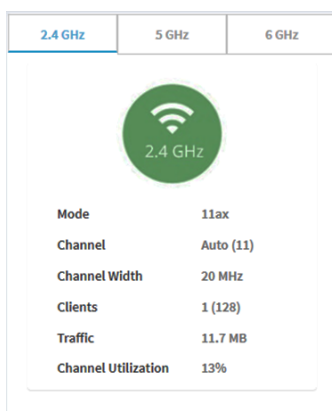 2.4 GHz 5 GHz 6 GHz
2.4 GHz
Mode 11ax
Channel Auto (11)
Channel Width 20 MHz
Clients 1 (128)
Traffic 11.7 MB
Channel Utilization 13%